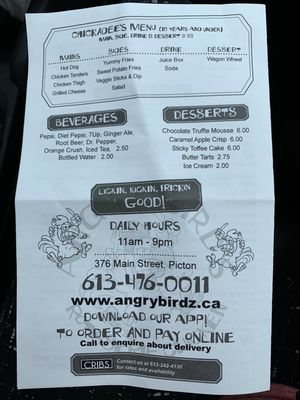 CHICKADEE'S MENU (10 YEARS AND UNDER)
MAIN, SIDE, DRINK & DESSERT 9.99
MAINS SIDES DRINK DESSERT
Hot Dog Yummy Fries Juice Box Wagon Wheel
Chicken Tenders Sweet Potato Fries Soda
Chicken Thigh Veggie Sticks & Dip
Grilled Cheese Salad
BEVERAGES
Pepsi, Diet Pepsi, 7Up, Ginger Ale,
Root Beer, Dr. Pepper,
Orange Crush, Iced Tea. 2.50
Bottled Water 2.00
DESSERTS
Chocolate Truffle Mousse 6.00
Caramel Apple Crisp 6.00
Sticky Toffee Cake 6.00
Butter Tarts 2.75
Ice Cream 2.00
LICKIN, KICKIN, FRICKIN
GOOD!
DAILY HOURS
11am - 9pm
376 Main Street, Picton
613-476-0011
www.angrybirdz.ca
DOWNLOAD OUR APP!
TO ORDER AND PAY ONLINE
Call to enquire about delivery
CRIBS
Contact us at 613-242-4130
for rates and availability